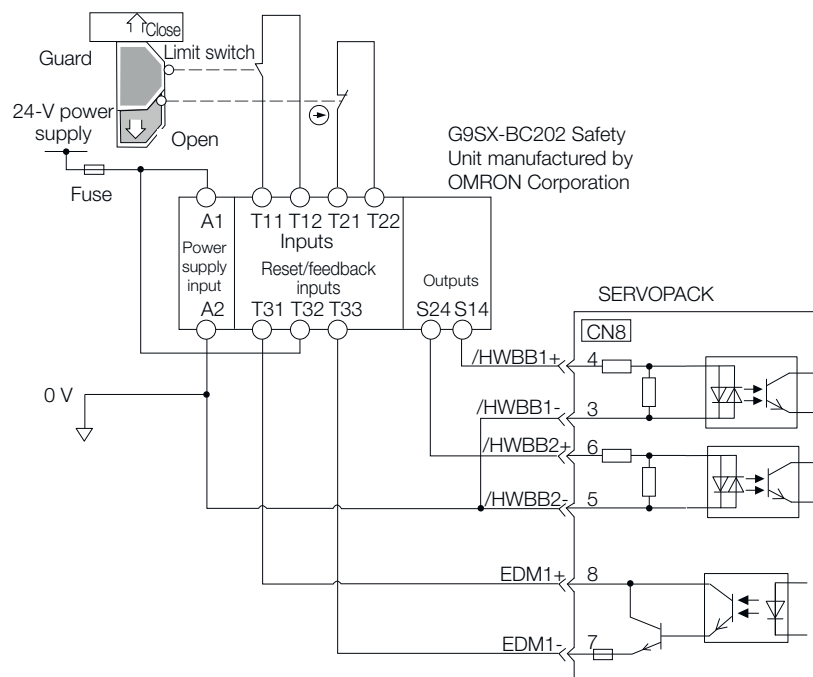 Close
Guard
Limit switch
24-V power
supply
Open
Fuse
G9SX-BC202 Safety
Unit manufactured by
OMRON Corporation
A1
T11 T12 T21 T22
Inputs
Power
supply
input
Reset/feedback
inputs
Outputs
A2
T31 T32 T33
S24 S14
SERVOPACK
CN8
/HWBB1+ 4
0 V
/HWBB1- 3
/HWBB2+ 6
/HWBB2- 5
EDM1+ 8
EDM1- 7